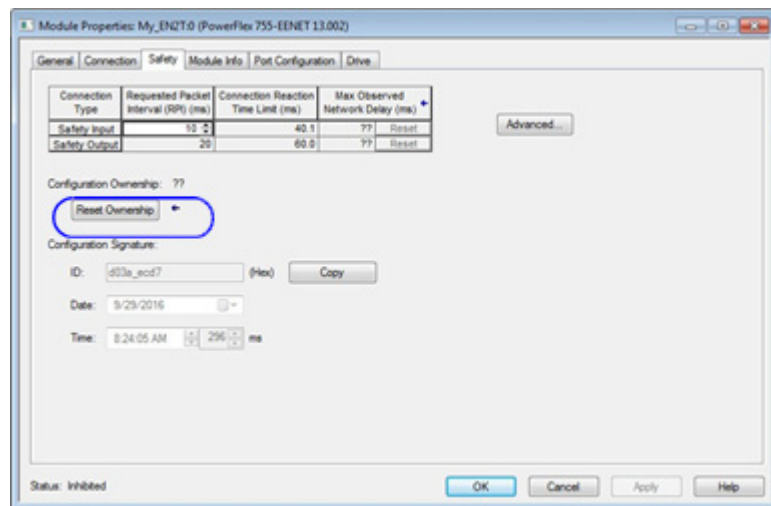 Module Properties: My_EN2T:0 (PowerFlex 755-EENET 13.002)
General Connection Safety Module Info Port Configuration Drive
Connection Type Requested Packet Interval (RPI) (ms) Connection Reaction Time Limit (ms) Max Observed Network Delay (ms)
Safety Input 10 40.1 ?? Reset
Safety Output 20 60.0 ?? Reset
Advanced...
Configuration Ownership: ??
Reset Ownership
Configuration Signature:
ID: d03a_ecd7 (Hex) Copy
Date: 9/29/2016
Time: 8:24:05 AM 296 ms
Status: Inhibited
OK Cancel Apply Help